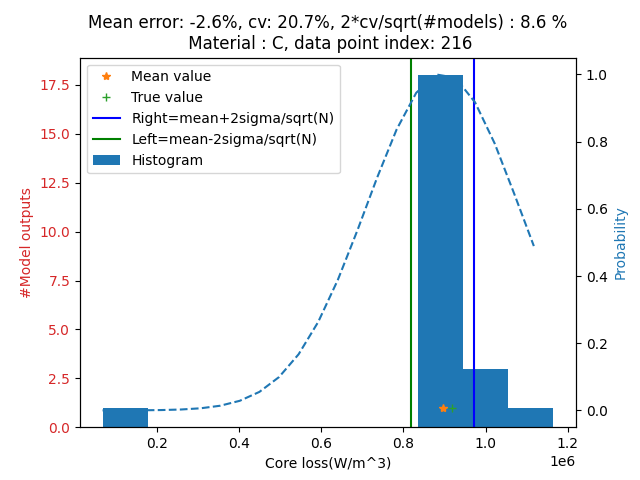 Mean error: -2.6%, cv: 20.7%, 2*cv/sqrt(#models) : 8.6 %
Material : C, data point index: 216
Mean value
True value
Right=mean+2sigma/sqrt(N)
Left=mean-2sigma/sqrt(N)
Histogram
#Model outputs
17.5
15.0
12.5
10.0
7.5
5.0
2.5
0.0
1.0
0.8
0.6
0.4
0.2
0.0
Probability
0.2 0.4 0.6 0.8 1.0 1.2
1e6
Core loss(W/m^3)